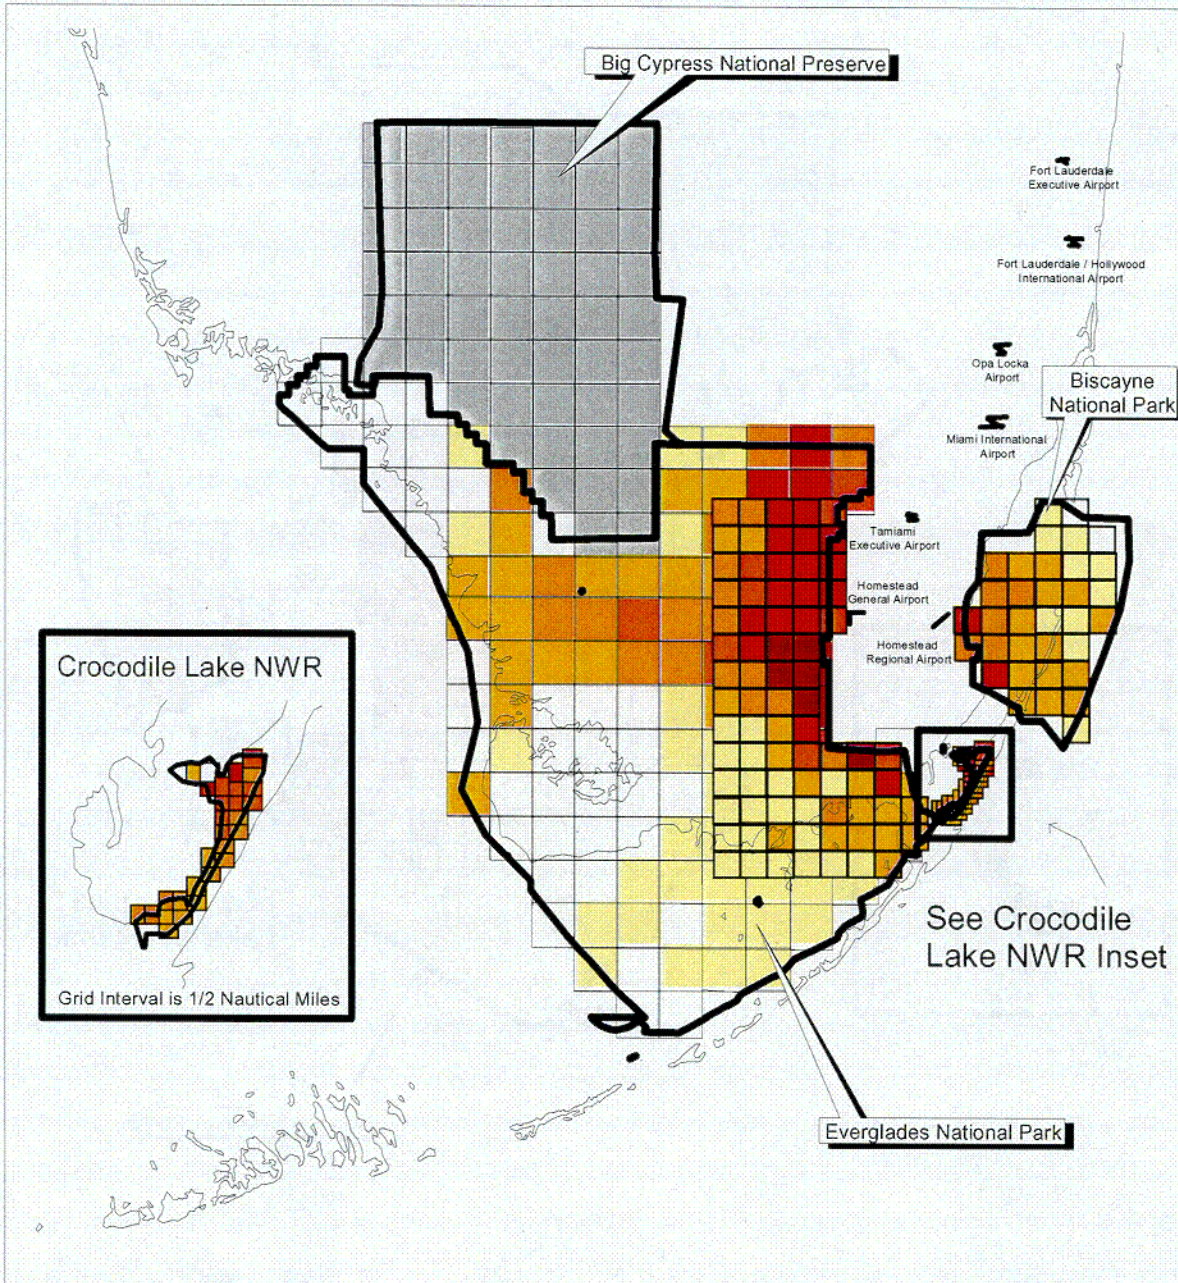 Big Cypress National Preserve
Fort Lauderdale
Executive Airport
Fort Lauderdale / Hollywood
International Airport
Opa Locka
Airport
Biscayne
National Park
Miami International
Airport
Tamiami
Executive Airport
Homestead
General Airport
Homestead
Regional Airport
Crocodile Lake NWR
Grid Interval is 1/2 Nautical Miles
See Crocodile
Lake NWR Inset
Everglades National Park